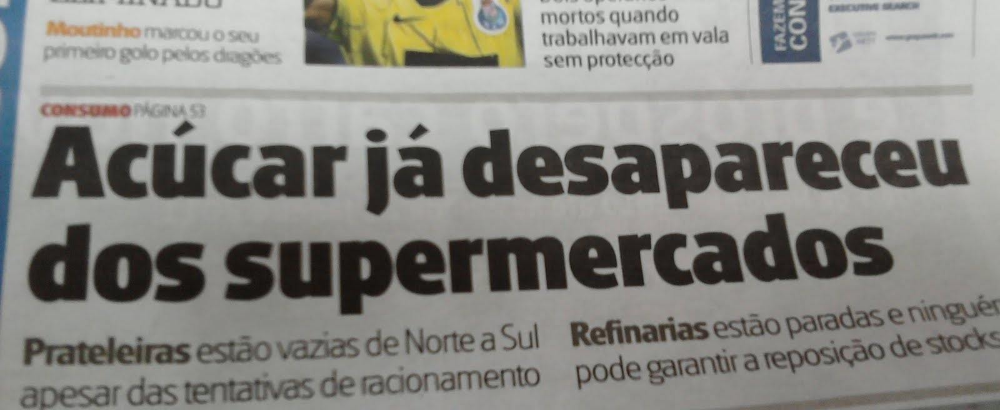 Moutinho marcou o seu
primeiro golo pelos dragões
mortos quando
trabalhavam em vala
sem protecção
FAZEM
CON
EXECUTIVE SEARCH
CONSUMO PÁGINA 53
Acúcar já desapareceu
dos supermercados
Prateleiras estão vazias de Norte a Sul
apesar das tentativas de racionamento
Refinarias estão paradas e ninguém
pode garantir a reposição de stocks